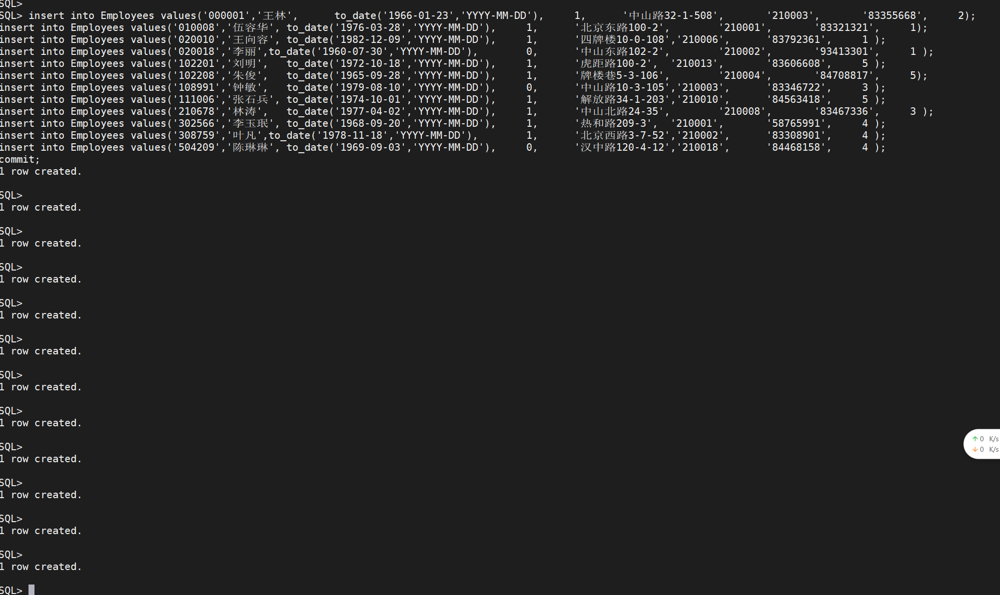 SQL>
SQL> insert into Employees values('000001','王林',      to_date('1966-01-23','YYYY-MM-DD'),     1,      '中山路32-1-508',       '210003',       '83355668',     2);
insert into Employees values('010008','伍容华', to_date('1976-03-28','YYYY-MM-DD'),     1,      '北京东路100-2',        '210001',       '83321321',     1);
insert into Employees values('020010','王向容', to_date('1982-12-09','YYYY-MM-DD'),     1,      '四牌楼10-0-108','210006',      '83792361',     1 );
insert into Employees values('020018','李丽',to_date('1960-07-30','YYYY-MM-DD'),        0,      '中山东路102-2',        '210002',       '93413301',     1 );
insert into Employees values('102201','刘明',   to_date('1972-10-18','YYYY-MM-DD'),     1,      '虎距路100-2',  '210013',       '83606608',     5 );
insert into Employees values('102208','朱俊',   to_date('1965-09-28','YYYY-MM-DD'),     1,      '牌楼巷5-3-106',        '210004',       '84708817',     5);
insert into Employees values('108991','钟敏',   to_date('1979-08-10','YYYY-MM-DD'),     0,      '中山路10-3-105','210003',      '83346722',     3 );
insert into Employees values('111006','张石兵', to_date('1974-10-01','YYYY-MM-DD'),     1,      '解放路34-1-203','210010',      '84563418',     5 );
insert into Employees values('210678','林涛',   to_date('1977-04-02','YYYY-MM-DD'),     1,      '中山北路24-35',        '210008',       '83467336',     3 );
insert into Employees values('302566','李玉珉', to_date('1968-09-20','YYYY-MM-DD'),     1,      '热和路209-3',  '210001',       '58765991',     4 );
insert into Employees values('308759','叶凡',to_date('1978-11-18','YYYY-MM-DD'),        1,      '北京西路3-7-52','210002',      '83308901',     4 );
insert into Employees values('504209','陈琳琳', to_date('1969-09-03','YYYY-MM-DD'),     0,      '汉中路120-4-12','210018',      '84468158',     4 );
commit;
1 row created.
SQL>
1 row created.
SQL>
1 row created.
SQL>
1 row created.
SQL>
1 row created.
SQL>
1 row created.
SQL>
1 row created.
SQL>
1 row created.
SQL>
1 row created.
SQL>
1 row created.
SQL>
1 row created.
SQL>
1 row created.
SQL>
↑ 0 K/s
↓ 0 K/s